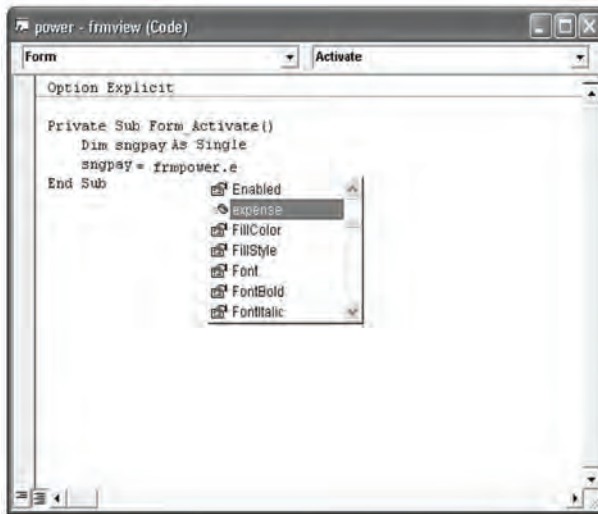 power - frmview (Code)
Form Activate
Option Explicit
Private Sub Form_Activate()
Dim sngpay As Single
sngpay = frmpower.e
End Sub
Enabled
expense
FillColor
FillStyle
Font
FontBold
FontItalic